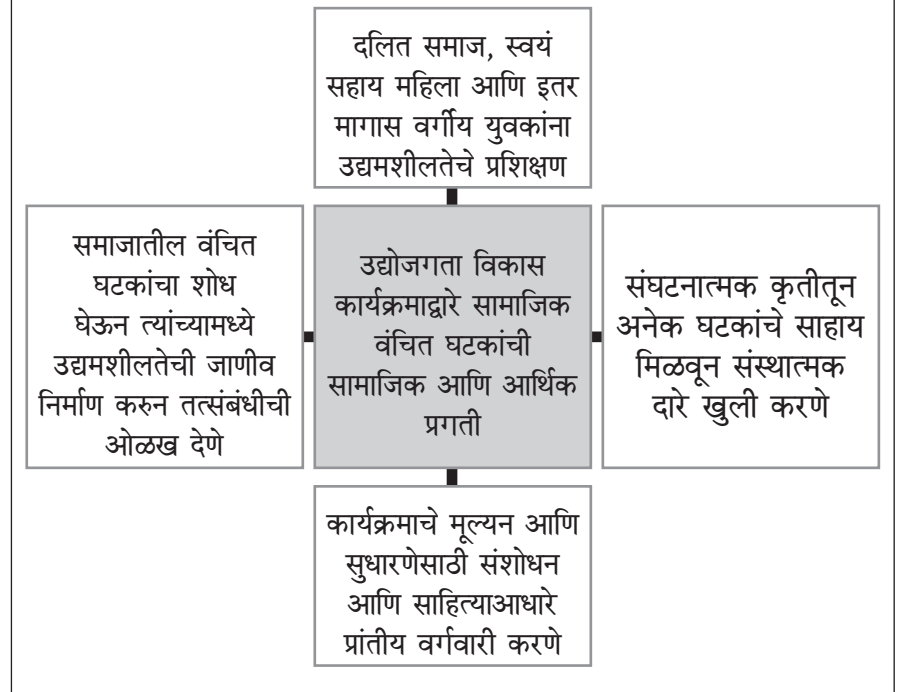 दलित समाज, स्वयं
सहाय महिला आणि इतर
मागास वर्गीय युवकांना
उद्यमशीलतेचे प्रशिक्षण
समाजातील वंचित
घटकांचा शोध
घेऊन त्यांच्यामध्ये
उद्यमशीलतेची जाणीव
निर्माण करुन तत्संबंधीची
ओळख देणे
उद्योजगता विकास
कार्यक्रमाद्वारे सामाजिक
वंचित घटकांची
सामाजिक आणि आर्थिक
प्रगती
संघटनात्मक कृतीतून
अनेक घटकांचे साहाय
मिळवून संस्थात्मक
दारे खुली करणे
कार्यक्रमाचे मूल्यन आणि
सुधारणेसाठी संशोधन
आणि साहित्याआधारे
प्रांतीय वर्गवारी करणे